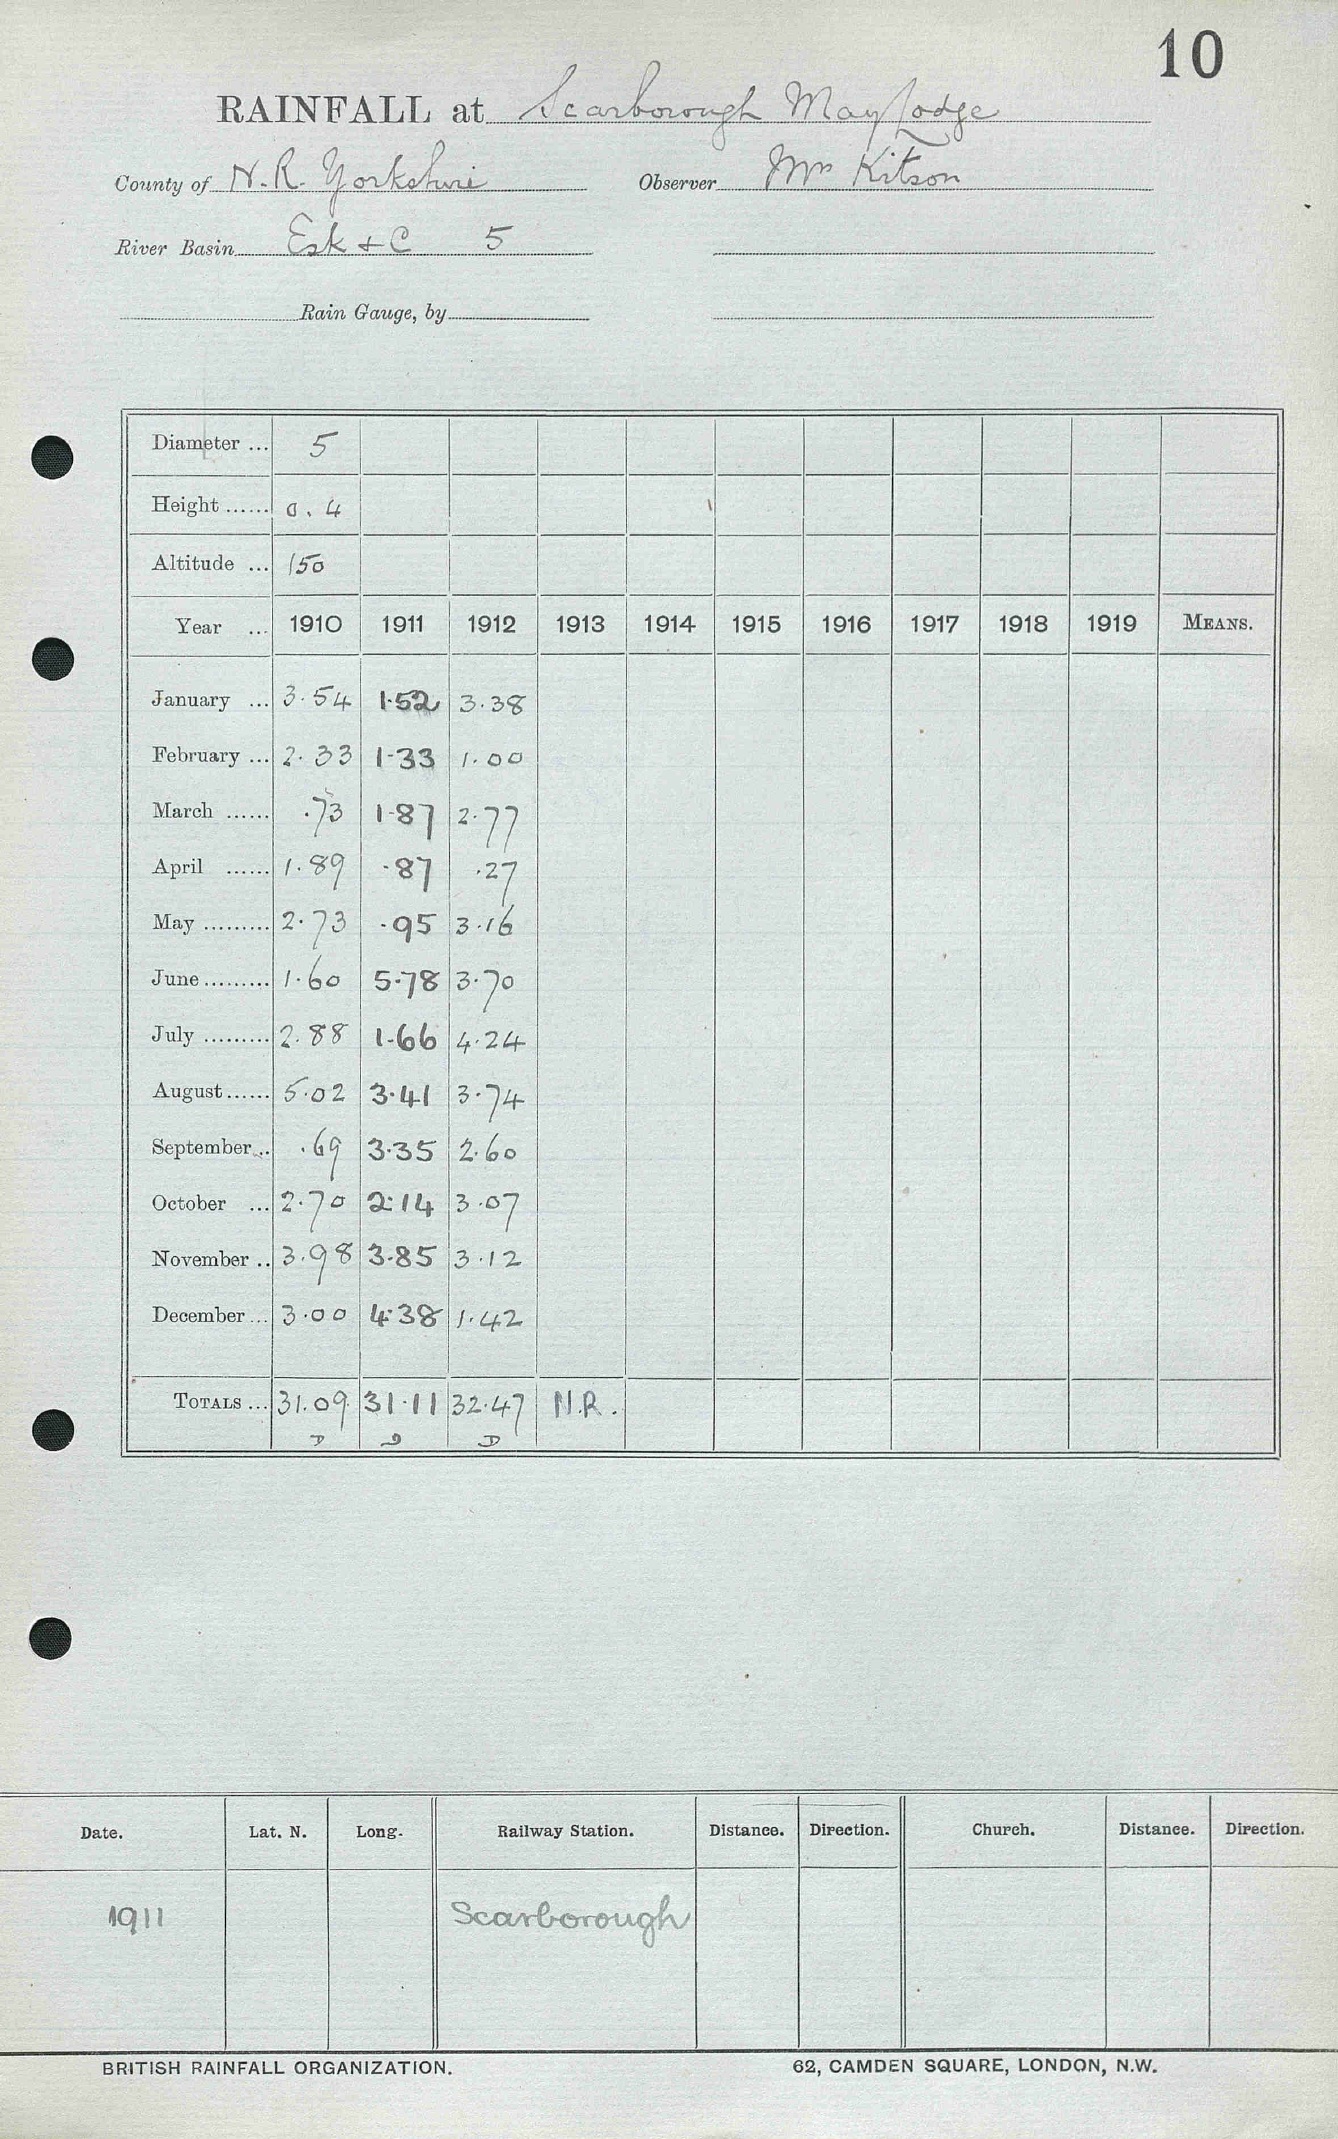 10
RAINFALL at Scarborough May Lodge
County of N. R. Yorkshire Observer Mrs Kitson
River Basin Esk + C 5
Rain Gauge, by
Diameter ... 5
Height ...... 0.4
Altitude ... 150
Year ... 1910 1911 1912 1913 1914 1915 1916 1917 1918 1919 MEANS.
January ... 3.54 1.52 3.38
February ... 2.33 1.33 1.00
March ...... .73 1.87 2.77
April ...... 1.89 .87 .27
May ......... 2.73 .95 3.16
June ......... 1.60 5.78 3.70
July ......... 2.88 1.66 4.24
August ...... 5.02 3.41 3.74
September .. .69 3.35 2.60
October ... 2.70 2.14 3.07
November .. 3.98 3.85 3.12
December ... 3.00 4.38 1.42
TOTALS ... 31.09 31.11 32.47 N.R.
D D D
Date. Lat. N. Long. Railway Station. Distance. Direction. Church. Distance. Direction.
1911 Scarborough
BRITISH RAINFALL ORGANIZATION. 62, CAMDEN SQUARE, LONDON, N.W.